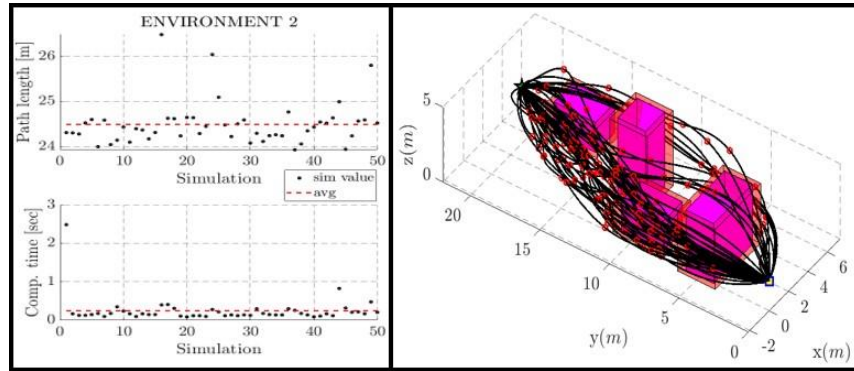 ENVIRONMENT 2
Path length [m]
26
25
24
0 10 20 30 40 50
Simulation
sim value
avg
Comp. time [sec]
3
2
1
0
0 10 20 30 40 50
Simulation
z(m)
5
0
20
15
10
5
0
y(m)
6
4
2
0
-2
x(m)